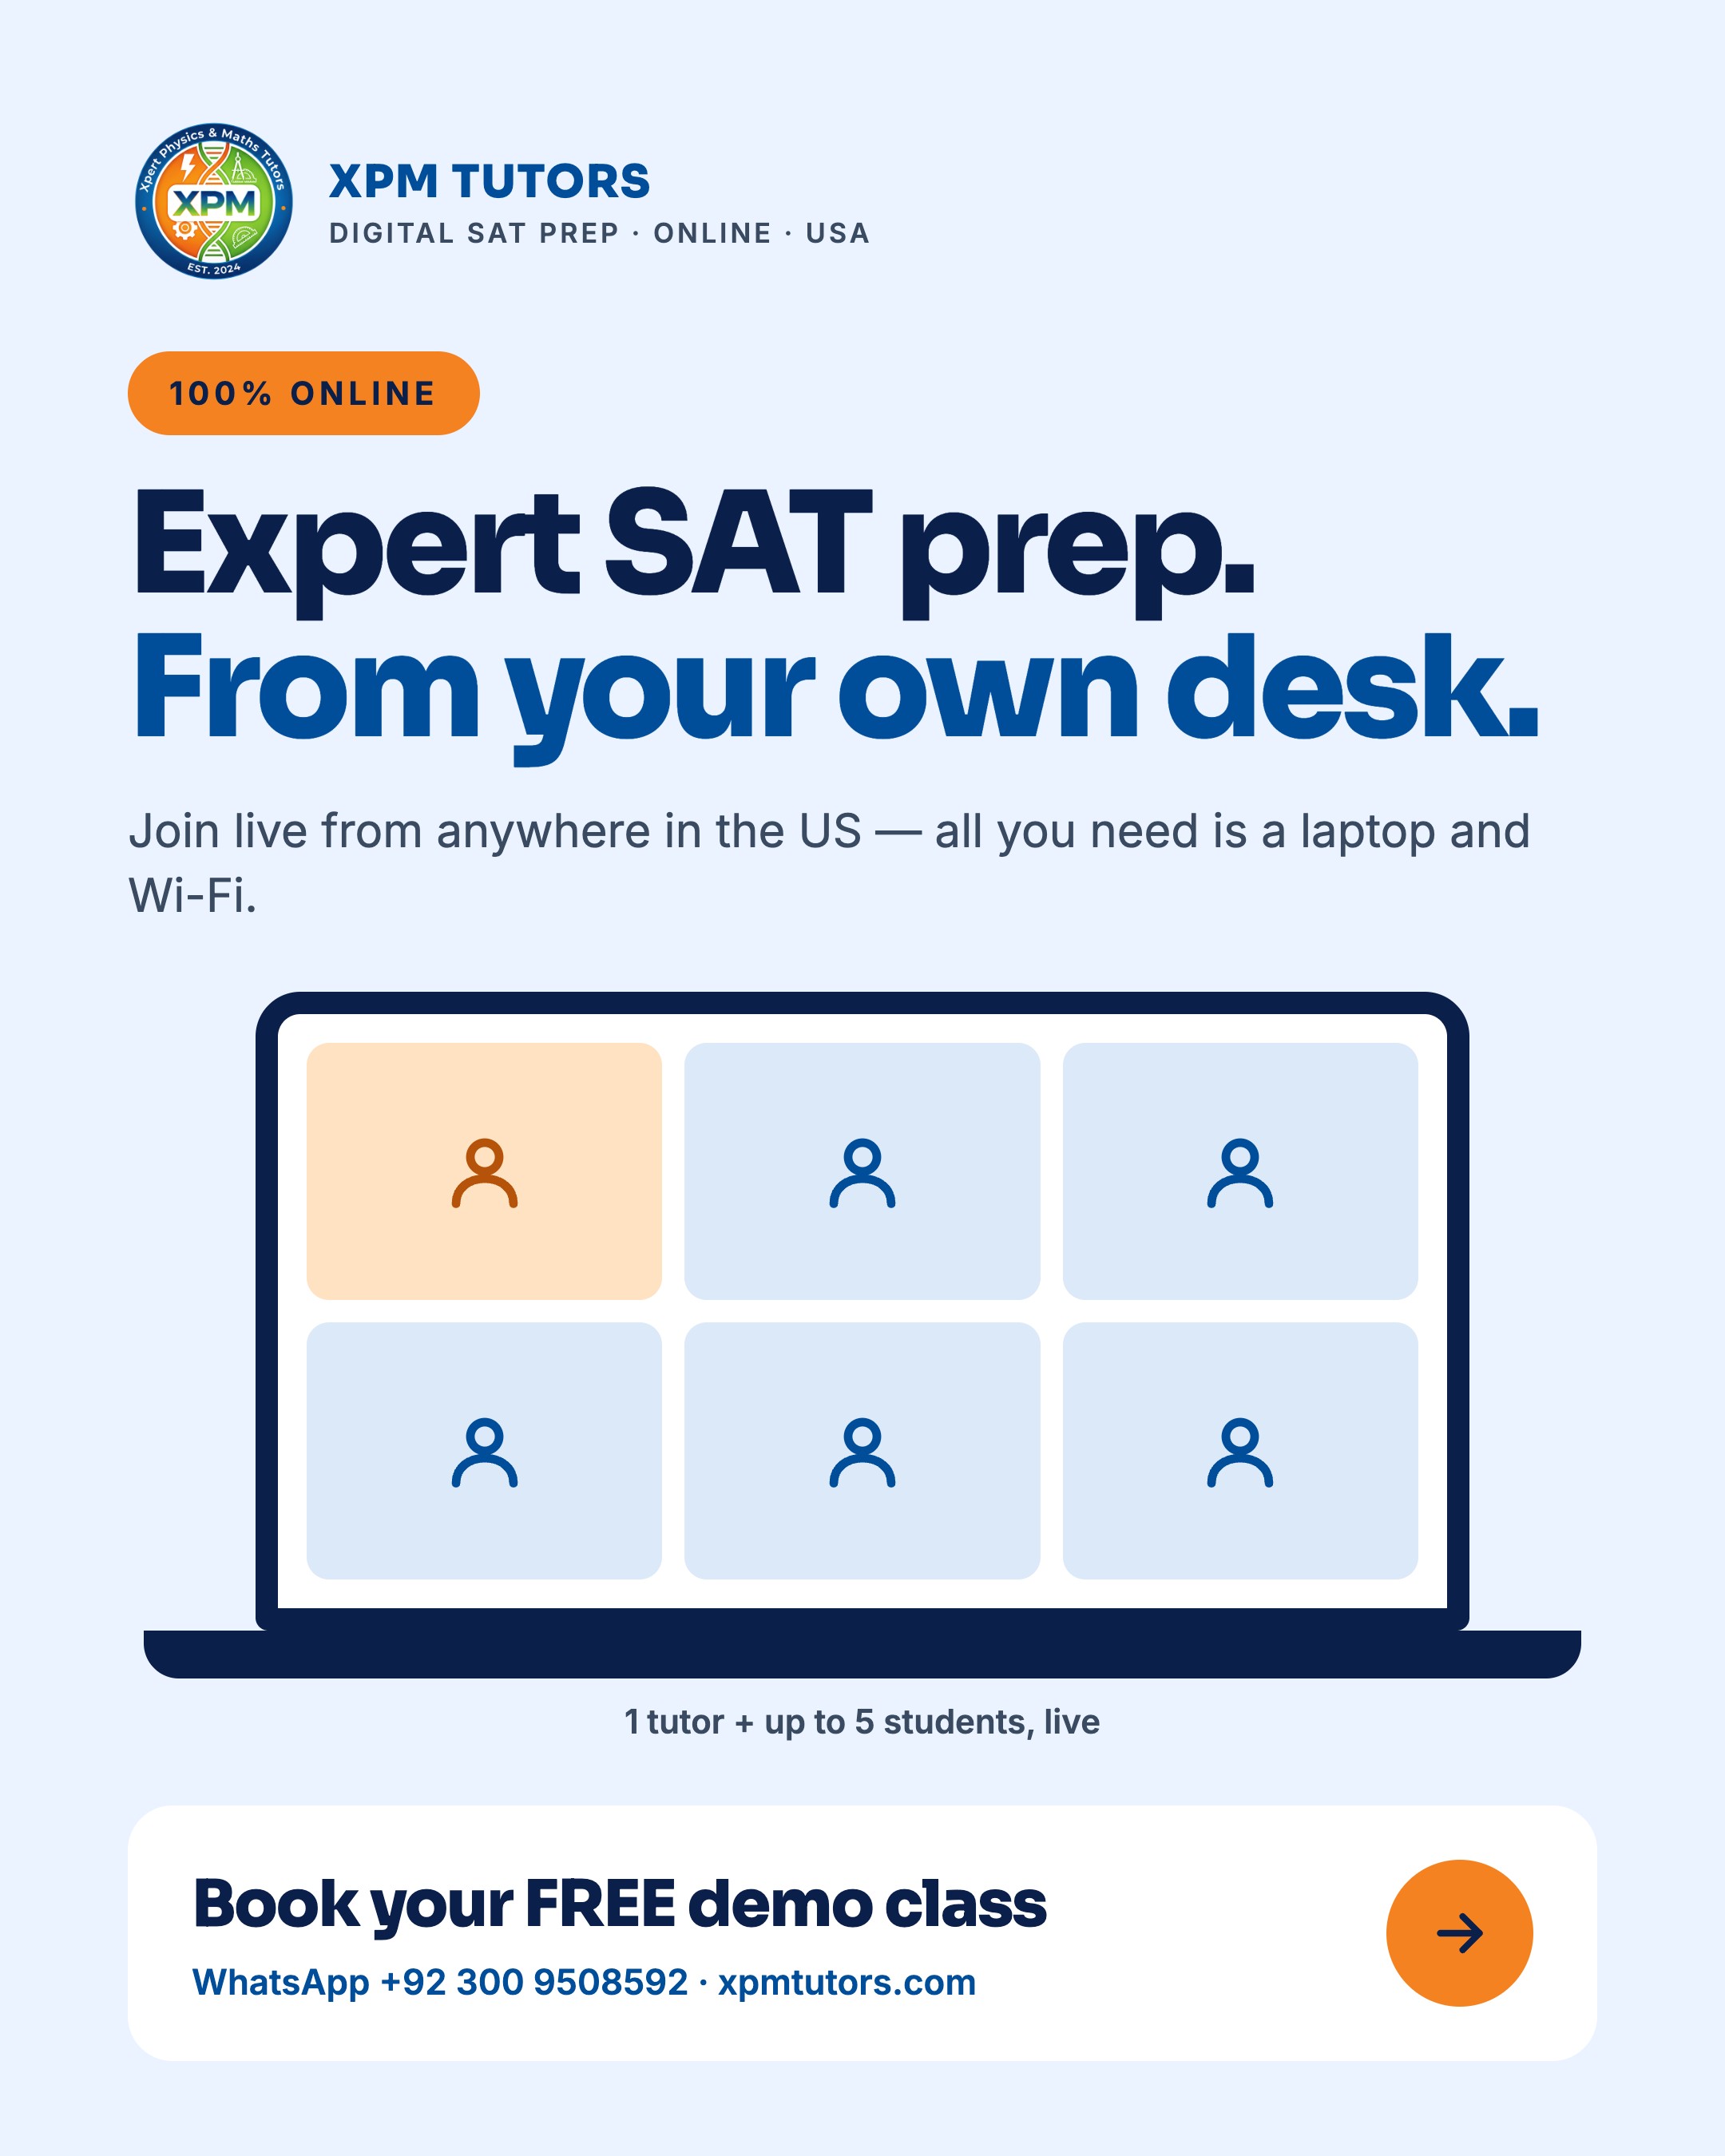 Xpert Physics & Maths Tutors
XPM
EST. 2024
XPM TUTORS
DIGITAL SAT PREP · ONLINE · USA
100% ONLINE
Expert SAT prep.
From your own desk.
Join live from anywhere in the US — all you need is a laptop and
Wi-Fi.
1 tutor + up to 5 students, live
Book your FREE demo class
WhatsApp +92 300 9508592 · xpmtutors.com